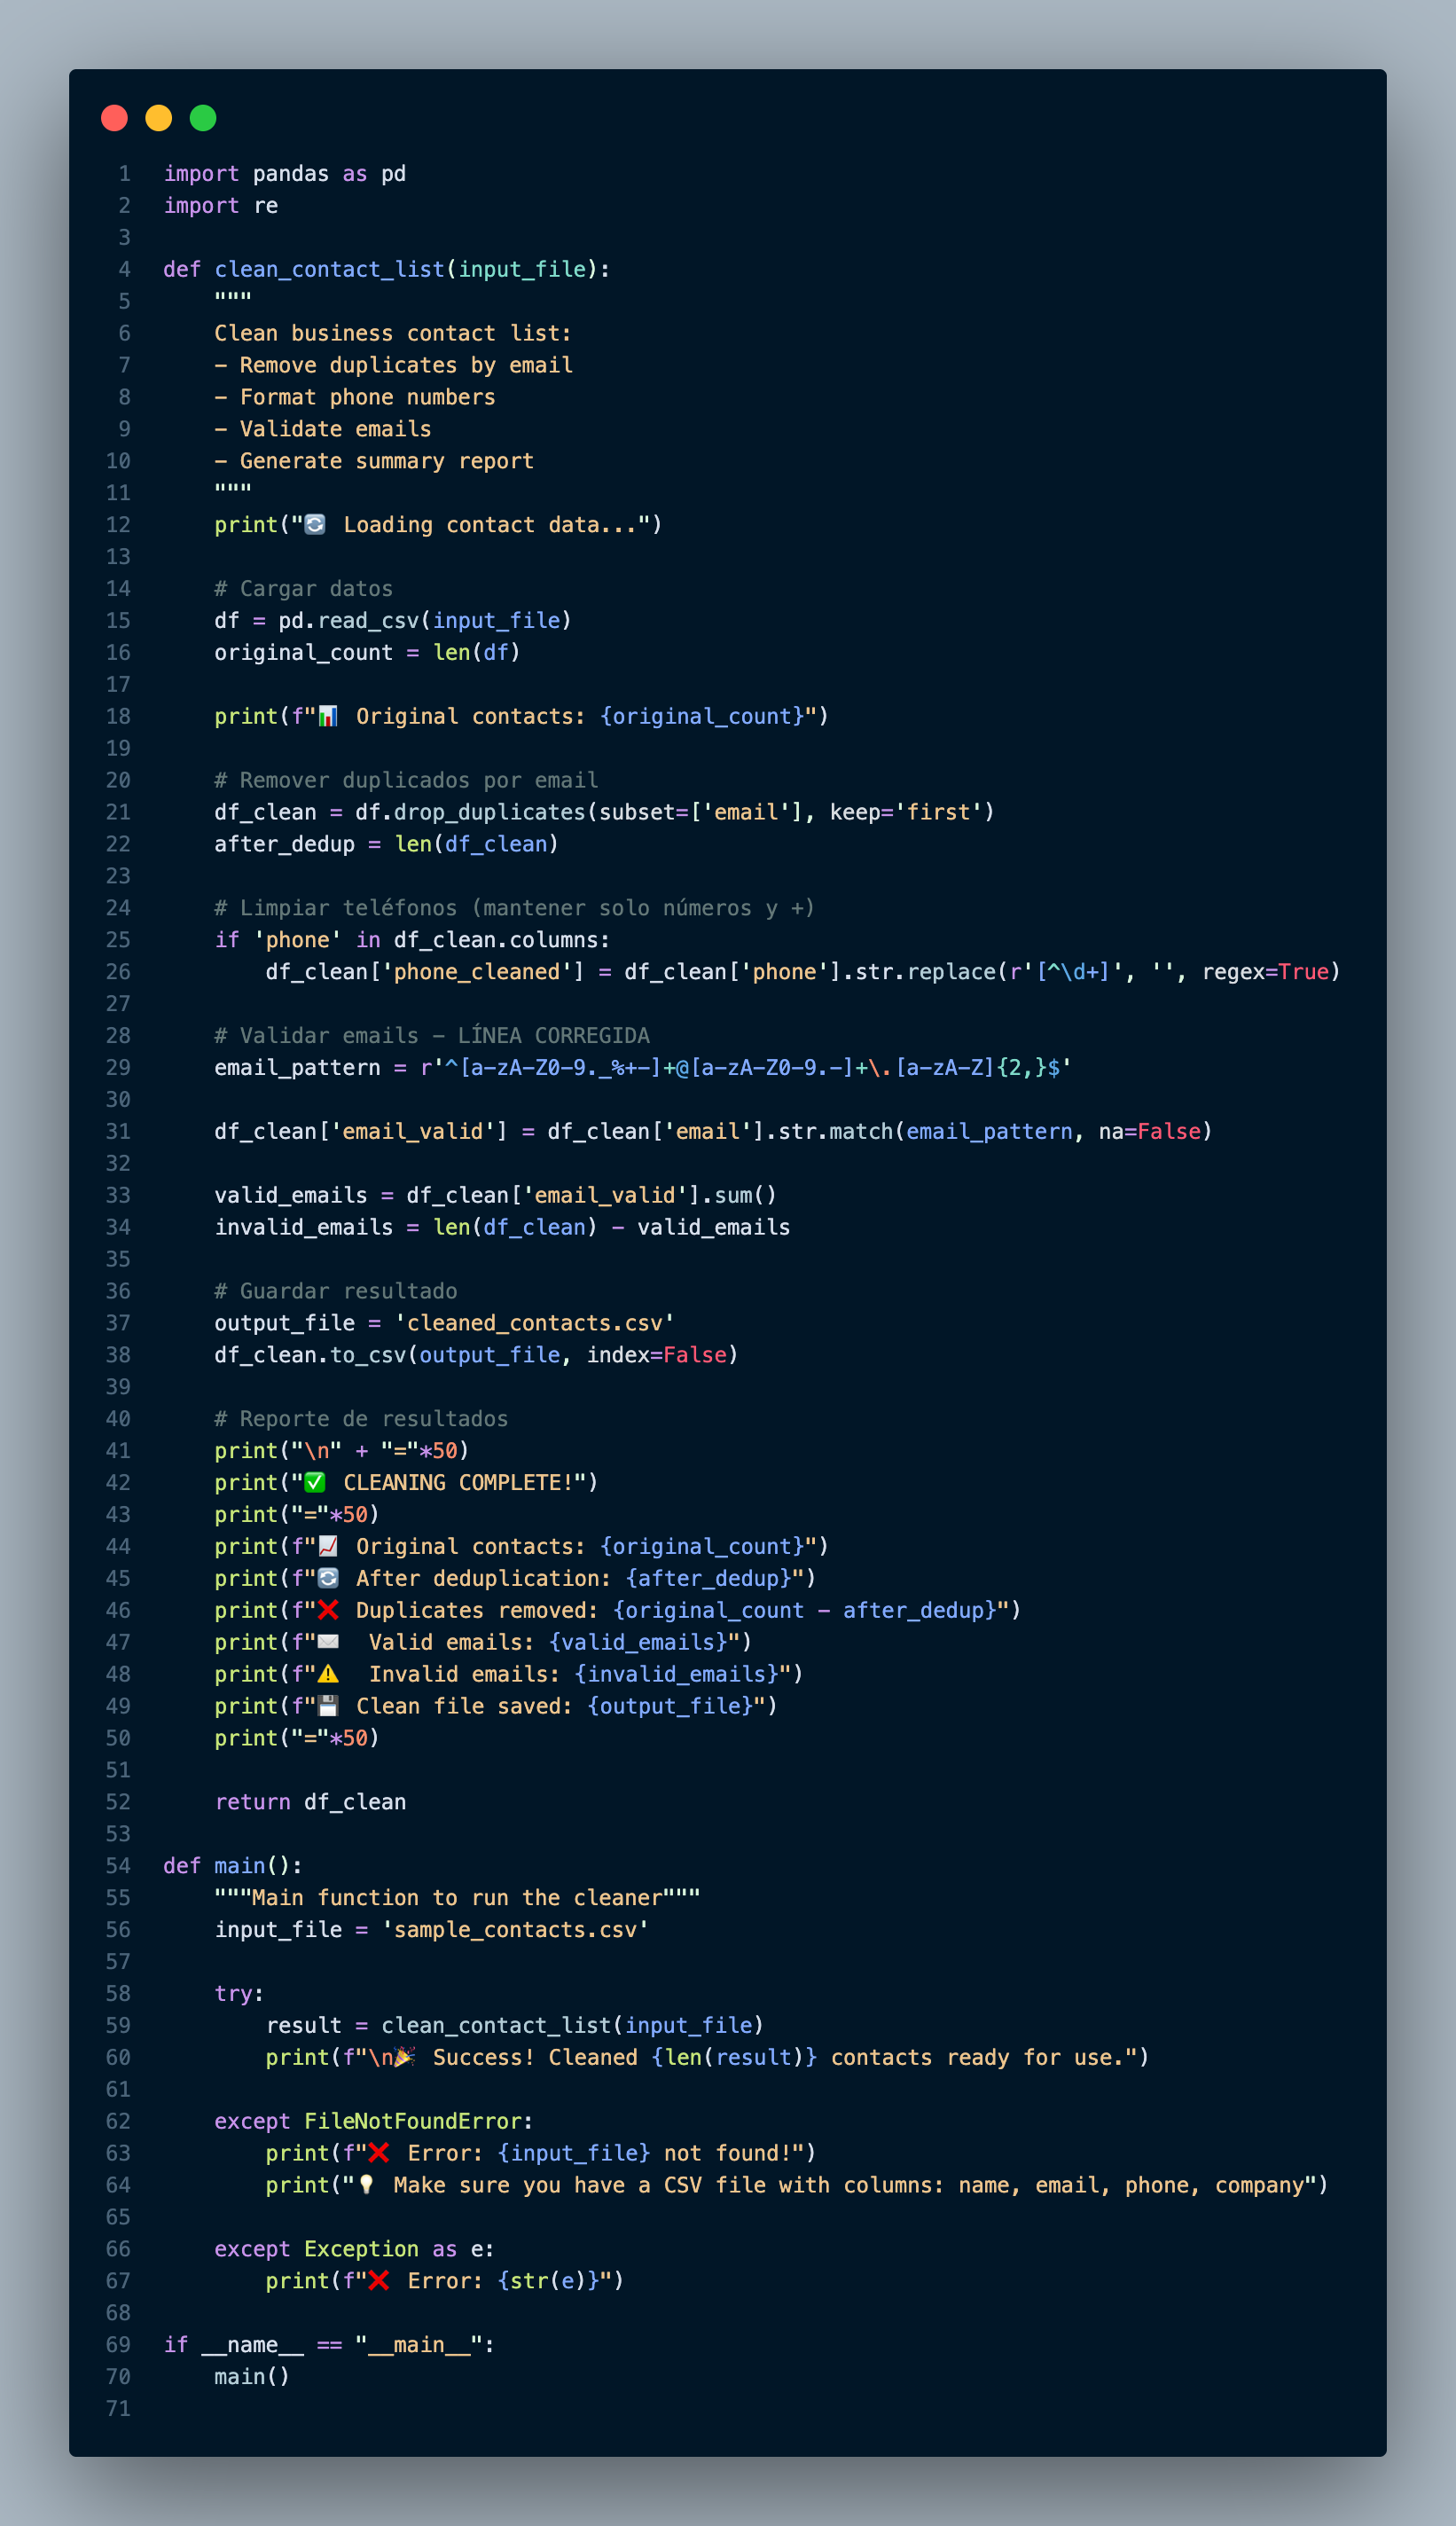 1 import pandas as pd
2 import re
3
4 def clean_contact_list(input_file):
5     """
6     Clean business contact list:
7     - Remove duplicates by email
8     - Format phone numbers
9     - Validate emails
10     - Generate summary report
11     """
12     print("🔄 Loading contact data...")
13
14     # Cargar datos
15     df = pd.read_csv(input_file)
16     original_count = len(df)
17
18     print(f"📊 Original contacts: {original_count}")
19
20     # Remover duplicados por email
21     df_clean = df.drop_duplicates(subset=['email'], keep='first')
22     after_dedup = len(df_clean)
23
24     # Limpiar teléfonos (mantener solo números y +)
25     if 'phone' in df_clean.columns:
26         df_clean['phone_cleaned'] = df_clean['phone'].str.replace(r'[^\d+]', '', regex=True)
27
28     # Validar emails - LÍNEA CORREGIDA
29     email_pattern = r'^[a-zA-Z0-9._%+-]+@[a-zA-Z0-9.-]+\.[a-zA-Z]{2,}$'
30
31     df_clean['email_valid'] = df_clean['email'].str.match(email_pattern, na=False)
32
33     valid_emails = df_clean['email_valid'].sum()
34     invalid_emails = len(df_clean) - valid_emails
35
36     # Guardar resultado
37     output_file = 'cleaned_contacts.csv'
38     df_clean.to_csv(output_file, index=False)
39
40     # Reporte de resultados
41     print("\n" + "="*50)
42     print("✅ CLEANING COMPLETE!")
43     print("="*50)
44     print(f"📈 Original contacts: {original_count}")
45     print(f"🔄 After deduplication: {after_dedup}")
46     print(f"❌ Duplicates removed: {original_count - after_dedup}")
47     print(f"✉️  Valid emails: {valid_emails}")
48     print(f"⚠️  Invalid emails: {invalid_emails}")
49     print(f"💾 Clean file saved: {output_file}")
50     print("="*50)
51
52     return df_clean
53
54 def main():
55     """Main function to run the cleaner"""
56     input_file = 'sample_contacts.csv'
57
58     try:
59         result = clean_contact_list(input_file)
60         print(f"\n🎉 Success! Cleaned {len(result)} contacts ready for use.")
61
62     except FileNotFoundError:
63         print(f"❌ Error: {input_file} not found!")
64         print("💡 Make sure you have a CSV file with columns: name, email, phone, company")
65
66     except Exception as e:
67         print(f"❌ Error: {str(e)}")
68
69 if __name__ == "__main__":
70     main()
71